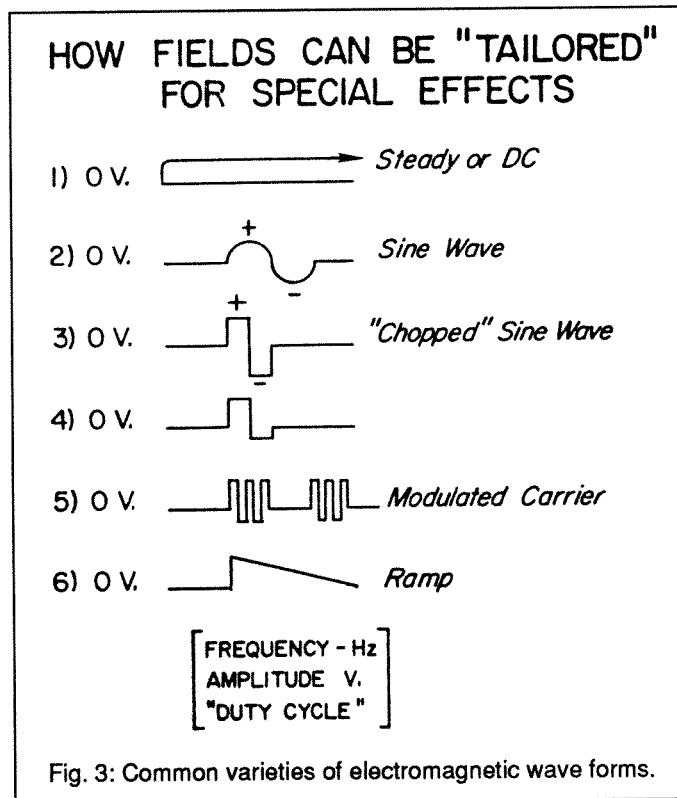 HOW FIELDS CAN BE "TAILORED"
FOR SPECIAL EFFECTS
1) 0 V. Steady or DC
2) 0 V. + - Sine Wave
3) 0 V. + - "Chopped" Sine Wave
4) 0 V.
5) 0 V. Modulated Carrier
6) 0 V. Ramp
FREQUENCY - Hz
AMPLITUDE V.
"DUTY CYCLE"
Fig. 3: Common varieties of electromagnetic wave forms.